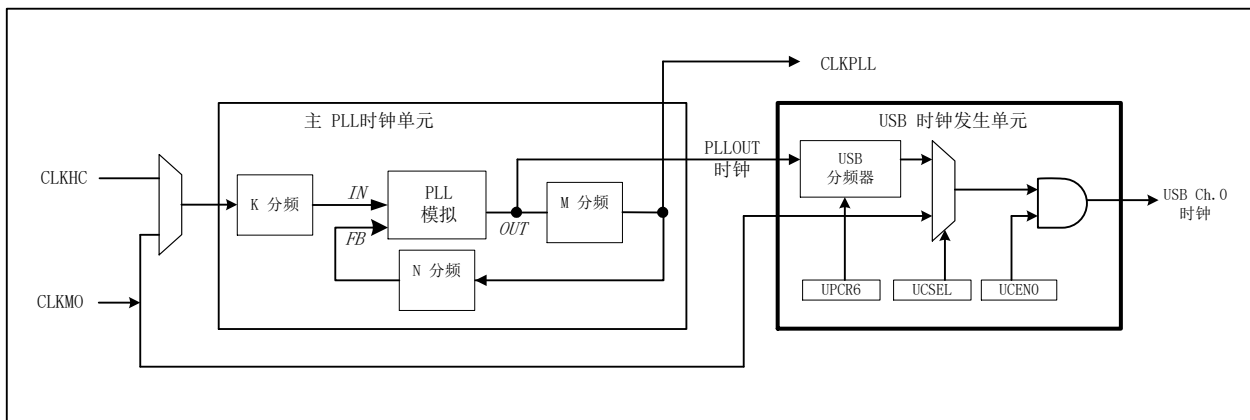 CLKPLL
主 PLL时钟单元
USB 时钟发生单元
PLLOUT
时钟
USB
分频器
CLKHC
K 分频
IN
PLL
模拟
M 分频
FB
OUT
N 分频
USB Ch.0
时钟
CLKMO
UPCR6
UCSEL
UCEN0